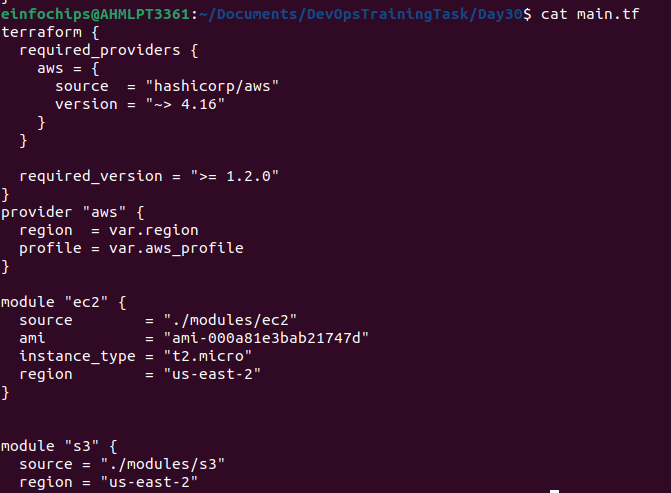 einfochips@AHMLPT3361:~/Documents/DevOpsTrainingTask/Day30$ cat main.tf
terraform {
  required_providers {
    aws = {
      source  = "hashicorp/aws"
      version = "~> 4.16"
    }
  }

  required_version = ">= 1.2.0"
}
provider "aws" {
  region  = var.region
  profile = var.aws_profile
}

module "ec2" {
  source        = "./modules/ec2"
  ami           = "ami-000a81e3bab21747d"
  instance_type = "t2.micro"
  region        = "us-east-2"
}


module "s3" {
  source = "./modules/s3"
  region = "us-east-2"